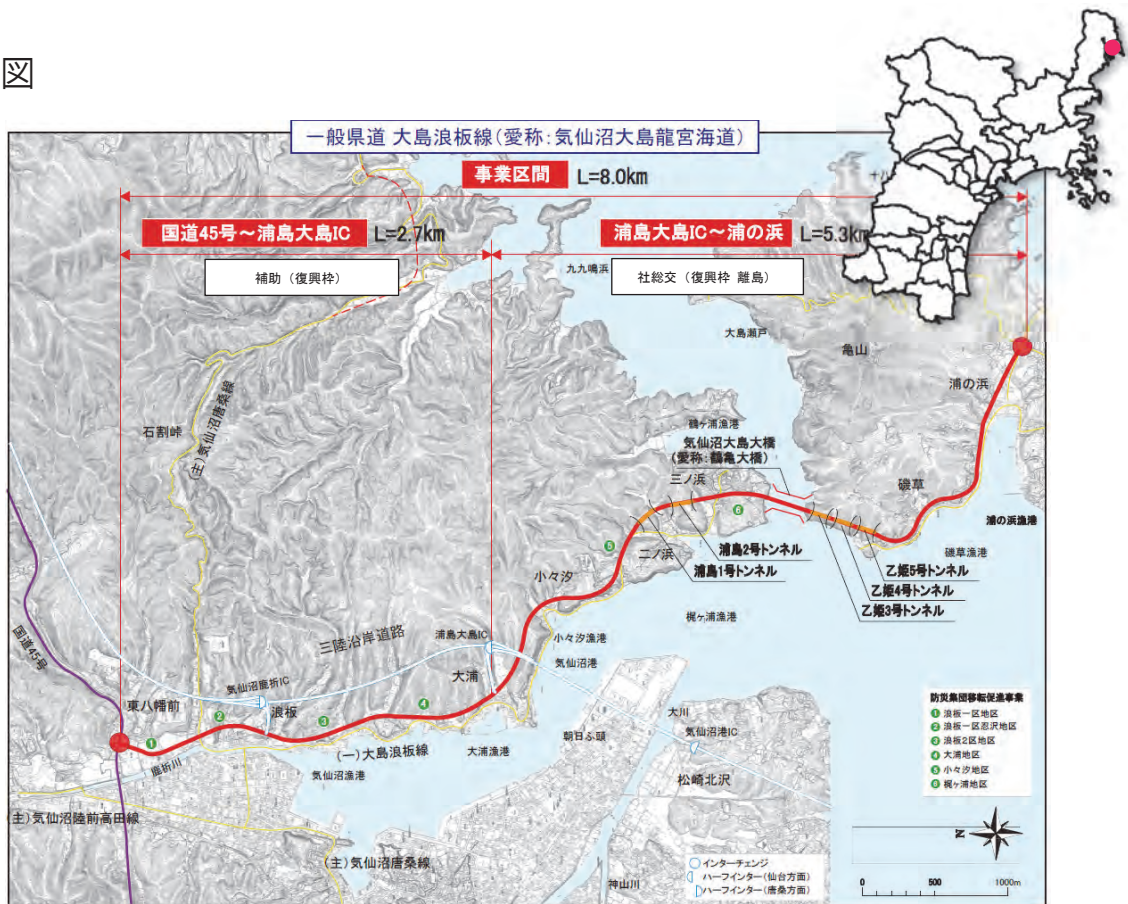 図
一般県道 大島浪板線(愛称:気仙沼大島龍宮海道)
事業区間 L=8.0km
国道45号～浦島大島IC L=2.7km
浦島大島IC～浦の浜 L=5.3km
補助（復興枠）
社総交（復興枠 離島）
九九鳴浜
大島瀬戸
亀山
浦の浜
石割峠
(主)気仙沼唐桑線
鶴ヶ浦漁港
気仙沼大島大橋
(愛称:鶴亀大橋)
三ノ浜
磯草
浦の浜漁港
磯草漁港
浦島2号トンネル
浦島1号トンネル
二ノ浜
乙姫5号トンネル
乙姫4号トンネル
乙姫3号トンネル
小々汐
梶ヶ浦漁港
国道45号
三陸沿岸道路
浦島大島IC
小々汐漁港
気仙沼港
大浦
気仙沼鹿折IC
東八幡前
浪板
(一)大島浪板線
大浦漁港
鹿折川
気仙沼漁港
朝日ふ頭
大川
気仙沼港IC
松崎北沢
(主)気仙沼陸前高田線
(主)気仙沼唐桑線
神山川
防災集団移転促進事業
1 浪板一区地区
2 浪板一区忍沢地区
3 浪板2区地区
4 大浦地区
5 小々汐地区
6 梶ヶ浦地区
インターチェンジ
ハーフインター(仙台方面)
ハーフインター(唐桑方面)
N
0 500 1000m